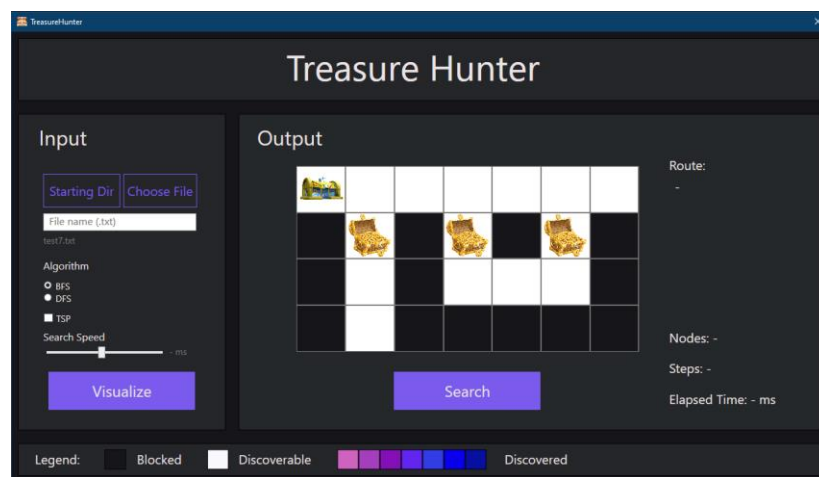 TreasureHunter
Treasure Hunter
Input
Starting Dir
Choose File
File name (.txt)
test7.txt
Algorithm
BFS
DFS
TSP
Search Speed
- ms
Visualize
Output
Search
Route:
-
Nodes: -
Steps: -
Elapsed Time: - ms
Legend:
Blocked
Discoverable
Discovered